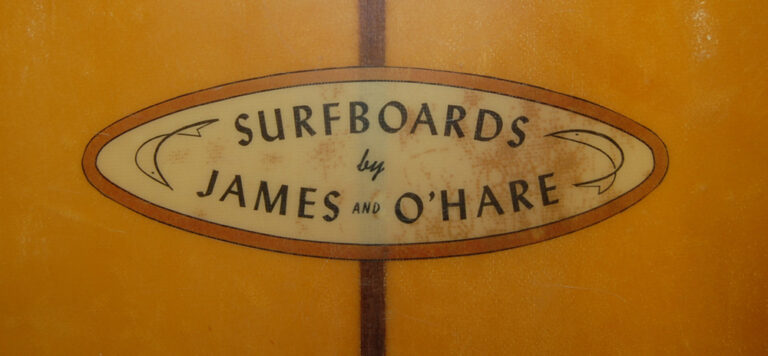 SURFBOARDS
by
JAMES AND O'HARE